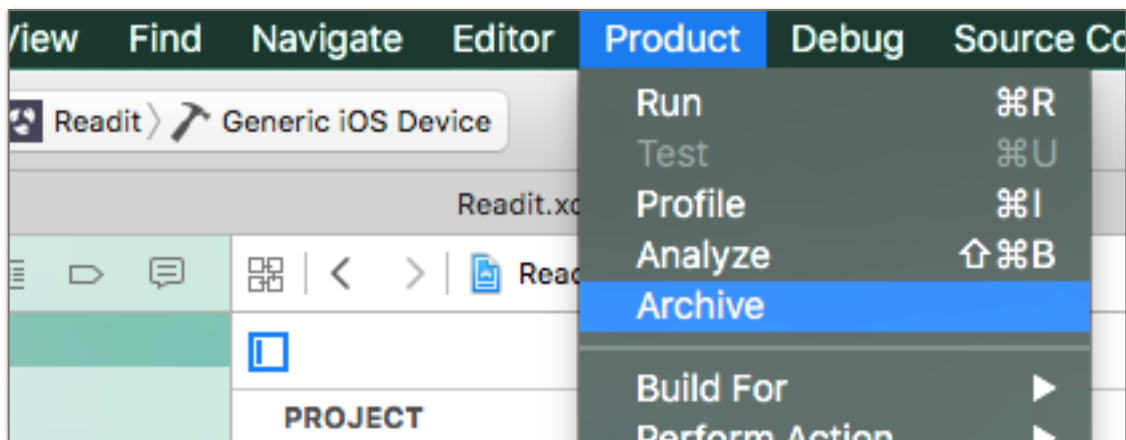 View Find Navigate Editor Product Debug Source Co
Readit Generic iOS Device
Run ⌘R
Test ⌘U
Readit.xc
Profile ⌘I
Analyze ⇧⌘B
Read
Archive
Build For ▶
PROJECT
Perform Action ▶